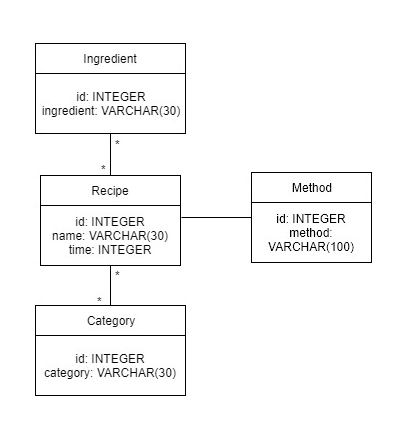 Ingredient
id: INTEGER
ingredient: VARCHAR(30)
*
*
Recipe
id: INTEGER
name: VARCHAR(30)
time: INTEGER
Method
id: INTEGER
method:
VARCHAR(100)
*
*
Category
id: INTEGER
category: VARCHAR(30)